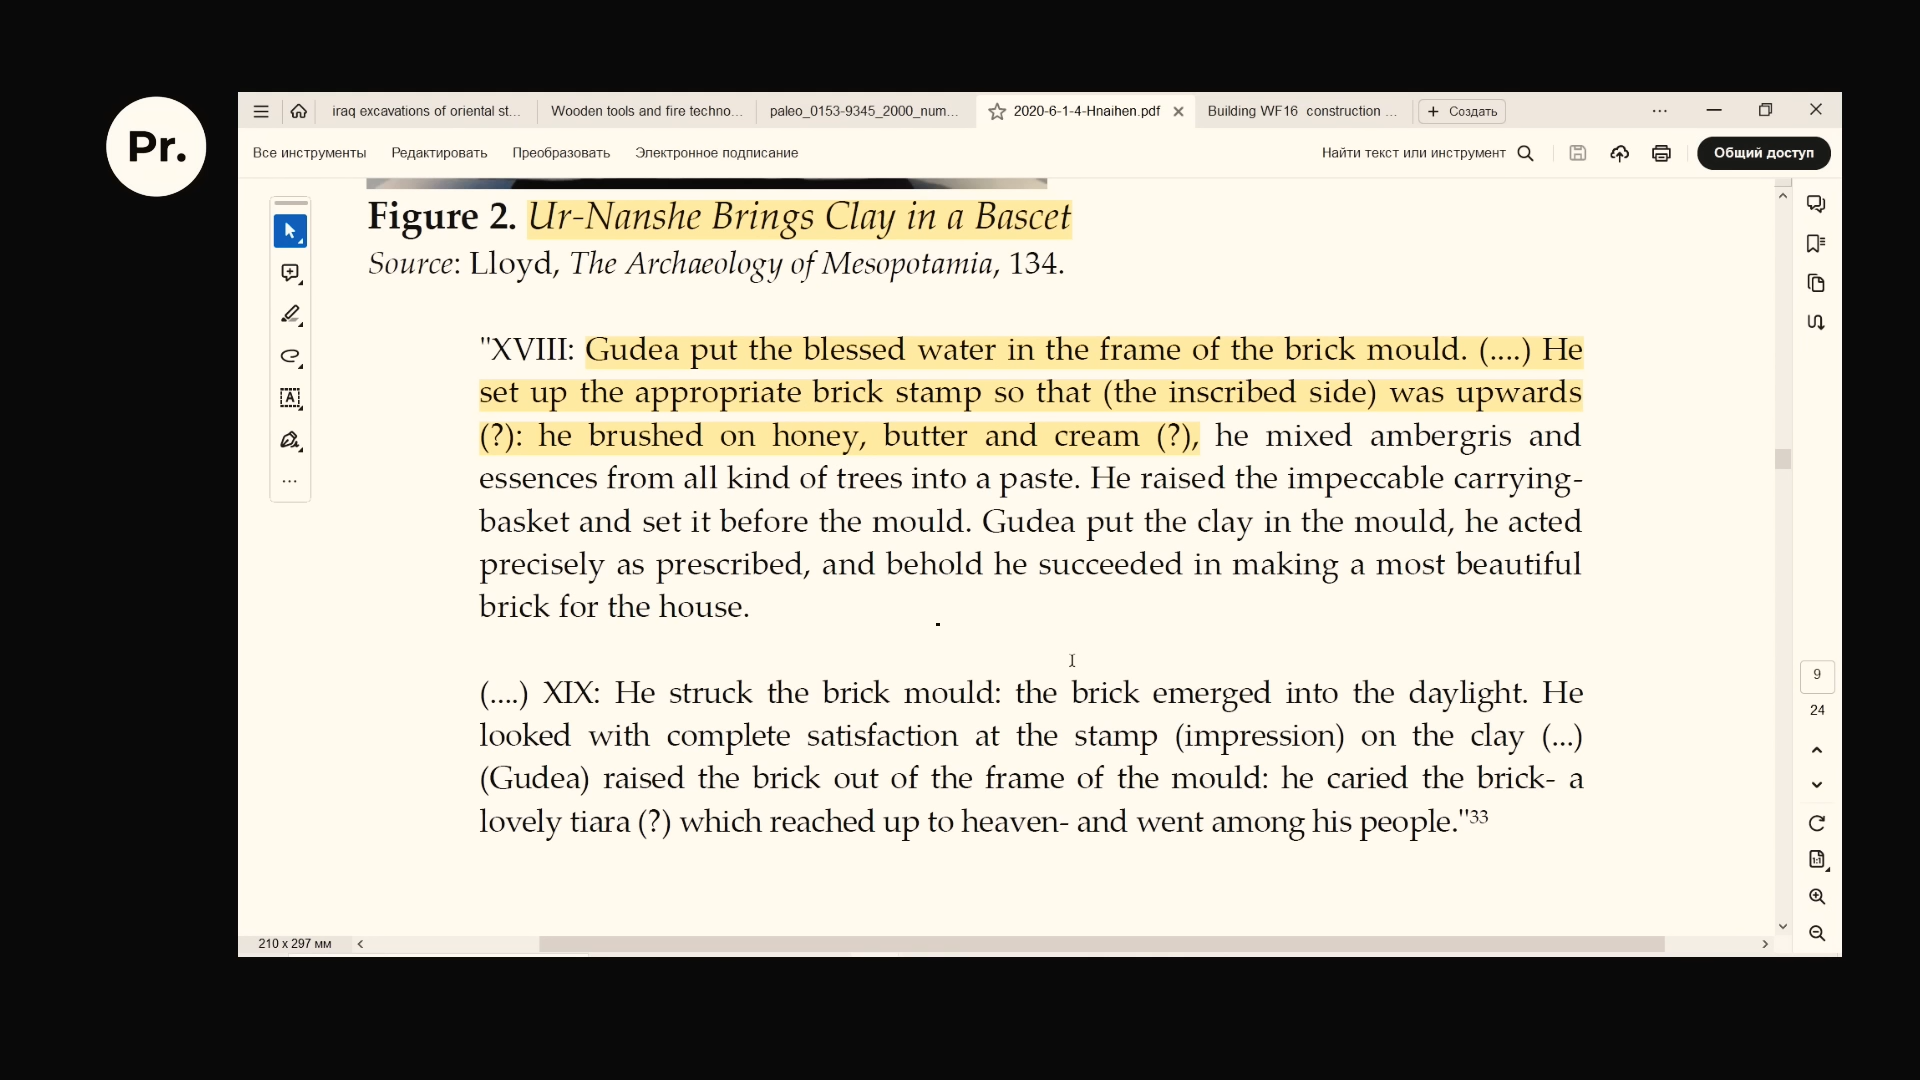 Pr.
iraq excavations of oriental st...
Wooden tools and fire techno...
paleo_0153-9345_2000_num...
2020-6-1-4-Hnaihen.pdf
Building WF16 construction ...
+ Создать
Все инструменты
Редактировать
Преобразовать
Электронное подписание
Найти текст или инструмент
Общий доступ
Figure 2. Ur-Nanshe Brings Clay in a Bascet
Source: Lloyd, The Archaeology of Mesopotamia, 134.
"XVIII: Gudea put the blessed water in the frame of the brick mould. (....) He
set up the appropriate brick stamp so that (the inscribed side) was upwards
(?): he brushed on honey, butter and cream (?), he mixed ambergris and
essences from all kind of trees into a paste. He raised the impeccable carrying-
basket and set it before the mould. Gudea put the clay in the mould, he acted
precisely as prescribed, and behold he succeeded in making a most beautiful
brick for the house.
(....) XIX: He struck the brick mould: the brick emerged into the daylight. He
looked with complete satisfaction at the stamp (impression) on the clay (...)
(Gudea) raised the brick out of the frame of the mould: he caried the brick- a
lovely tiara (?) which reached up to heaven- and went among his people."33
9
24
210 x 297 мм